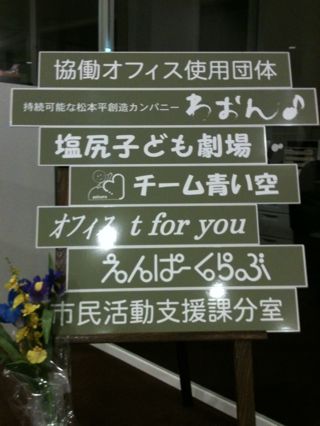 協働オフィス使用団体
持続可能な松本平創造カンパニー わおん♪
塩尻子ども劇場
チーム青い空
オフィス t for you
えんぱーくらぶ
市民活動支援課分室